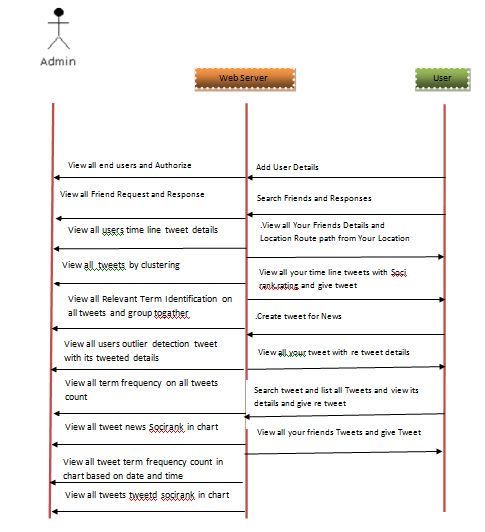 Admin
Web Server
User
View all end users and Authorize
Add User Details
View all Friend Request and Response
Search Friends and Responses
View all users time line tweet details
.View all Your Friends Details and
Location Route path from Your Location
View all tweets by clustering
View all your time line tweets with Soci
rank.rating and give tweet
View all Relevant Term Identification on
all tweets and group togather
.Create tweet for News
View all users outlier detection tweet
with its tweeted details
View all your tweet with re tweet details
View all term frequency on all tweets
count
Search tweet and list all Tweets and view its
details and give re tweet
View all tweet news Socirank in chart
View all your friends Tweets and give Tweet
View all tweet term frequency count in
chart based on date and time
View all tweets tweetd socirank in chart